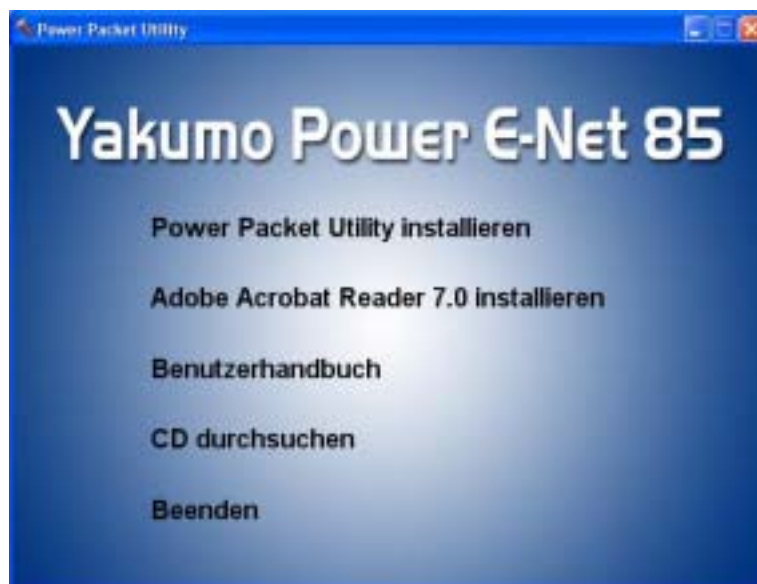 Power Packet Utility
Yakumo Power E-Net 85
Power Packet Utility installieren
Adobe Acrobat Reader 7.0 installieren
Benutzerhandbuch
CD durchsuchen
Beenden